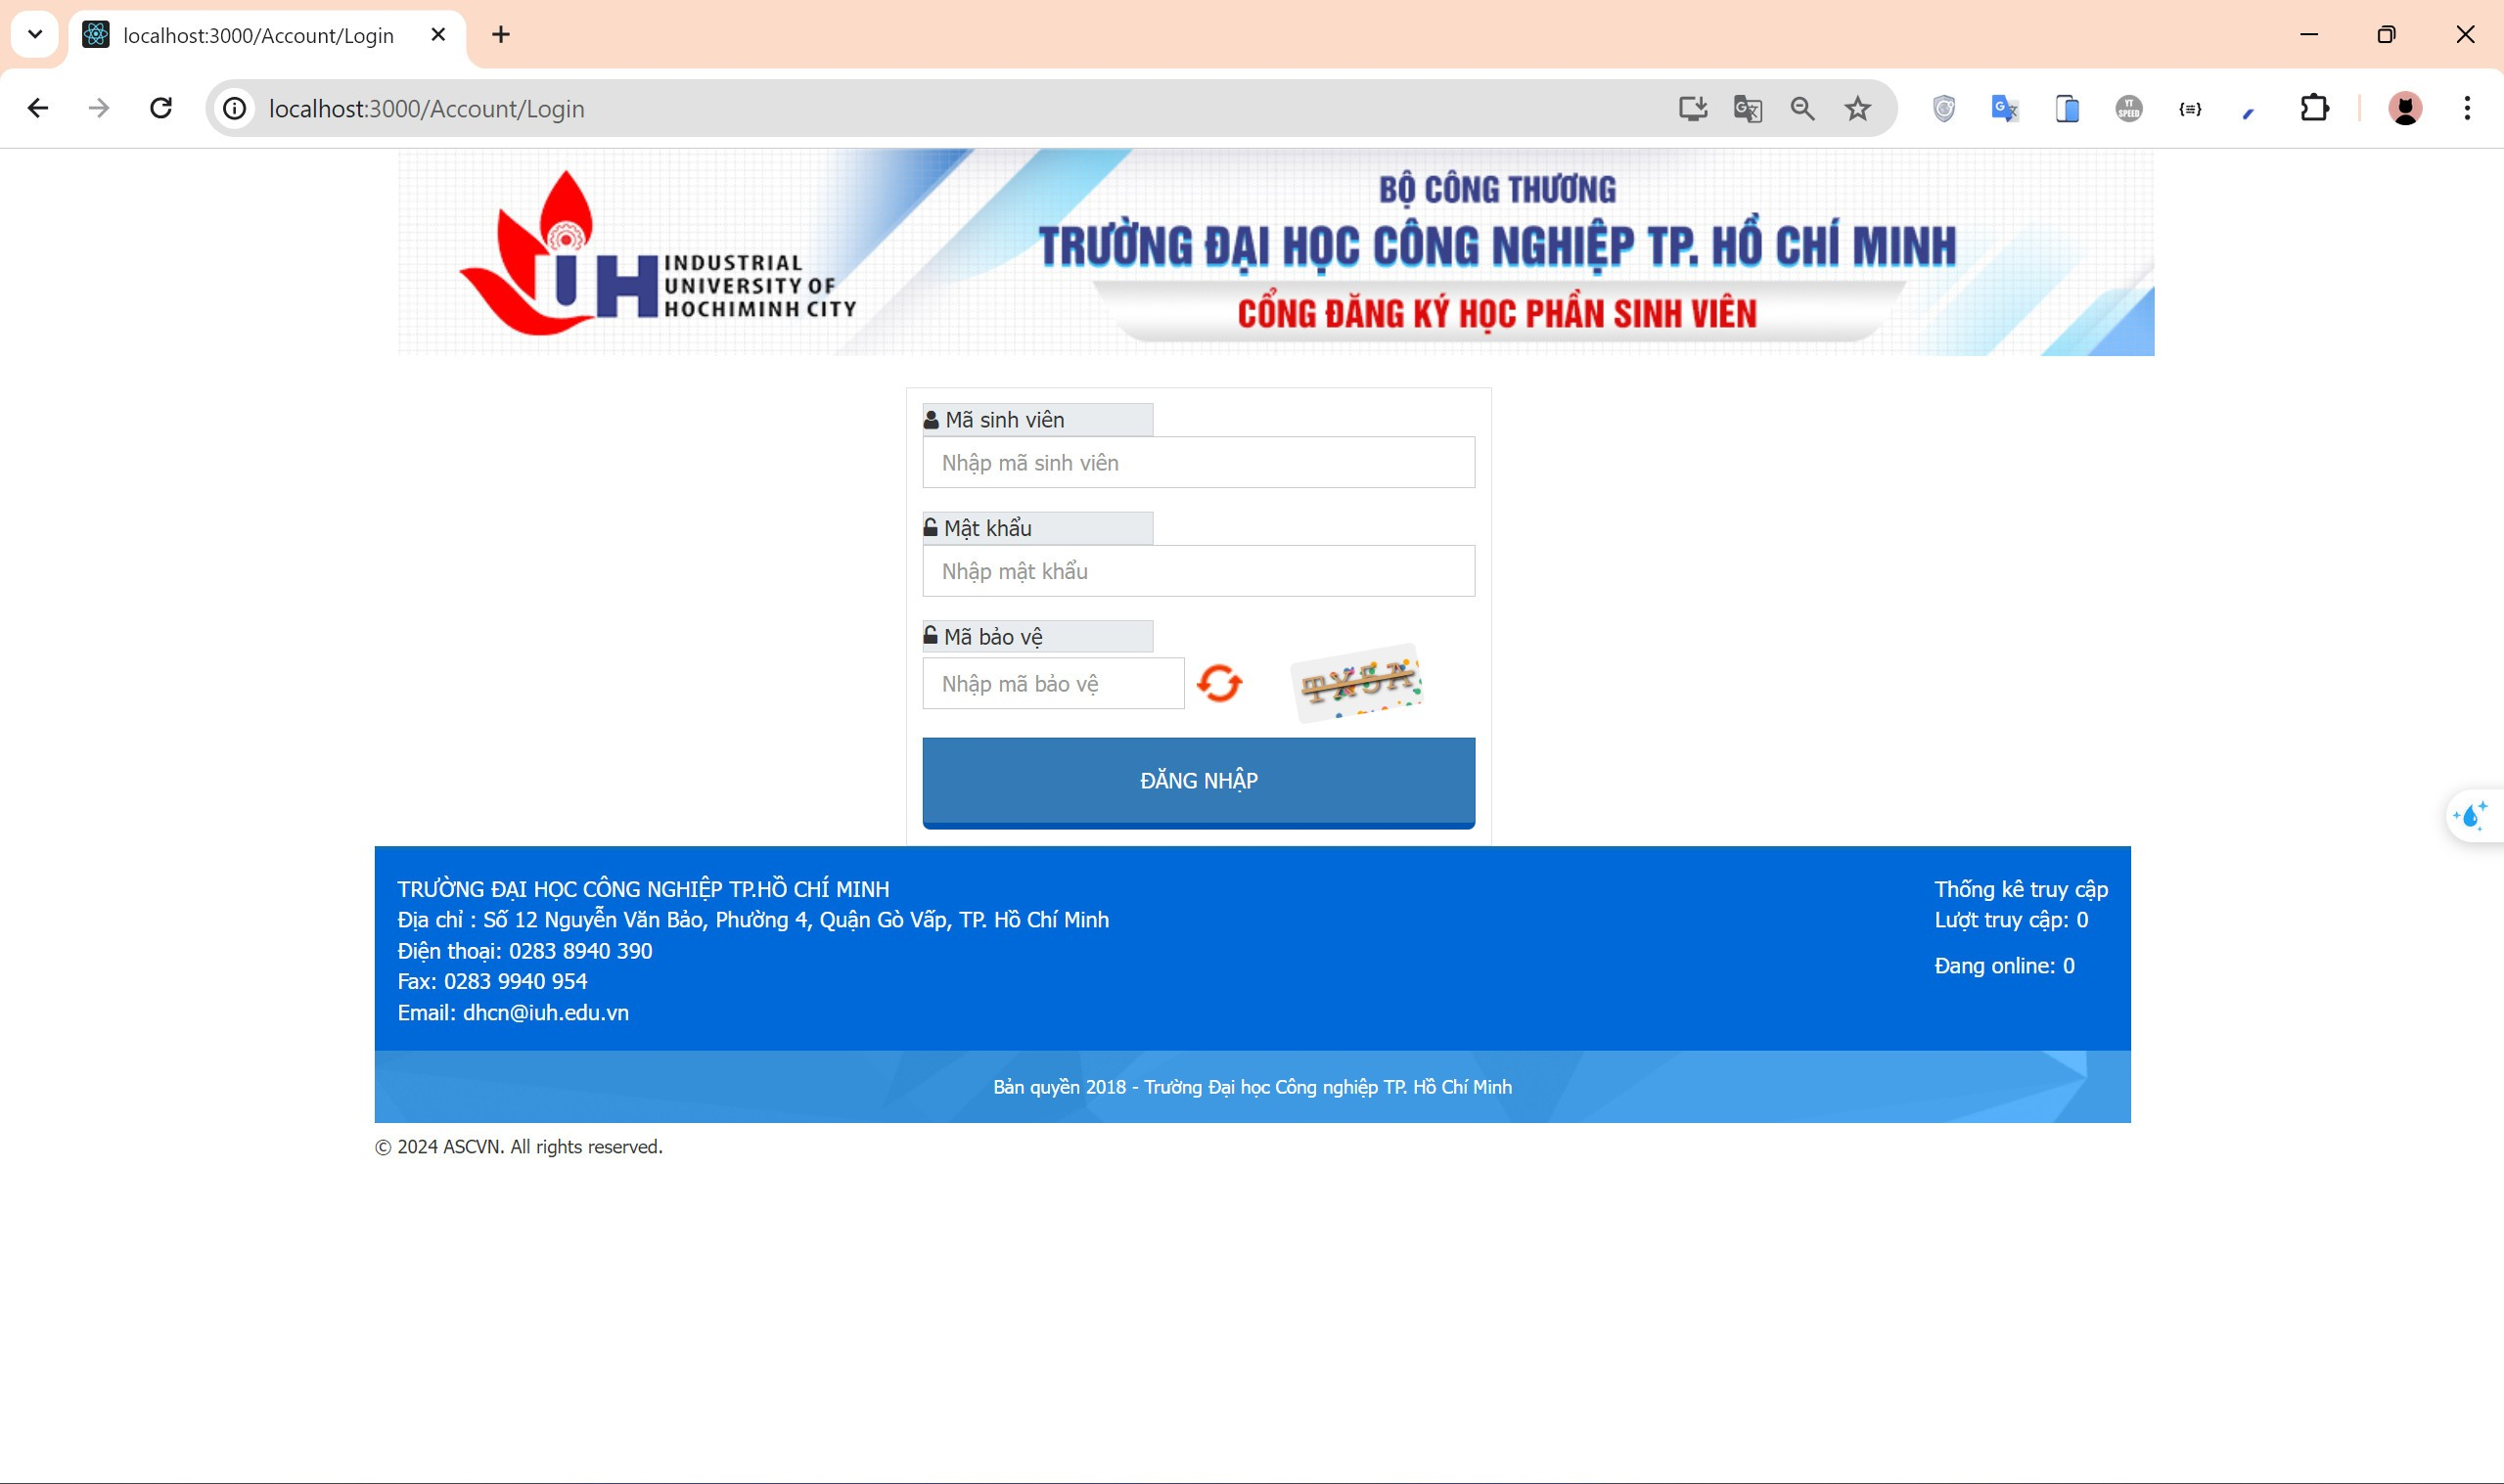 localhost:3000/Account/Login
localhost:3000/Account/Login
YT SPEED
BỘ CÔNG THƯƠNG
TRƯỜNG ĐẠI HỌC CÔNG NGHIỆP TP. HỒ CHÍ MINH
CỔNG ĐĂNG KÝ HỌC PHẦN SINH VIÊN
IUH
INDUSTRIAL
UNIVERSITY OF
HOCHIMINH CITY
Mã sinh viên
Nhập mã sinh viên
Mật khẩu
Nhập mật khẩu
Mã bảo vệ
Nhập mã bảo vệ
TX5A
ĐĂNG NHẬP
TRƯỜNG ĐẠI HỌC CÔNG NGHIỆP TP.HỒ CHÍ MINH
Địa chỉ : Số 12 Nguyễn Văn Bảo, Phường 4, Quận Gò Vấp, TP. Hồ Chí Minh
Điện thoại: 0283 8940 390
Fax: 0283 9940 954
Email: dhcn@iuh.edu.vn
Thống kê truy cập
Lượt truy cập: 0
Đang online: 0
Bản quyền 2018 - Trường Đại học Công nghiệp TP. Hồ Chí Minh
© 2024 ASCVN. All rights reserved.